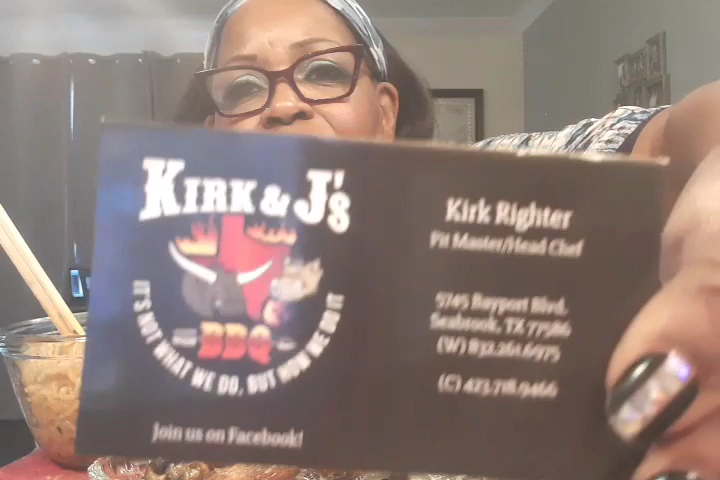 KIRK & J'S
BBQ
IT'S NOT WHAT WE DO, BUT HOW WE DO IT
Join us on Facebook!
Kirk Righter
Pit Master/Head Chef
5745 Bayport Blvd.
Seabrook, TX 77586
(W) 832.261.6975
(C) 423.718.9466